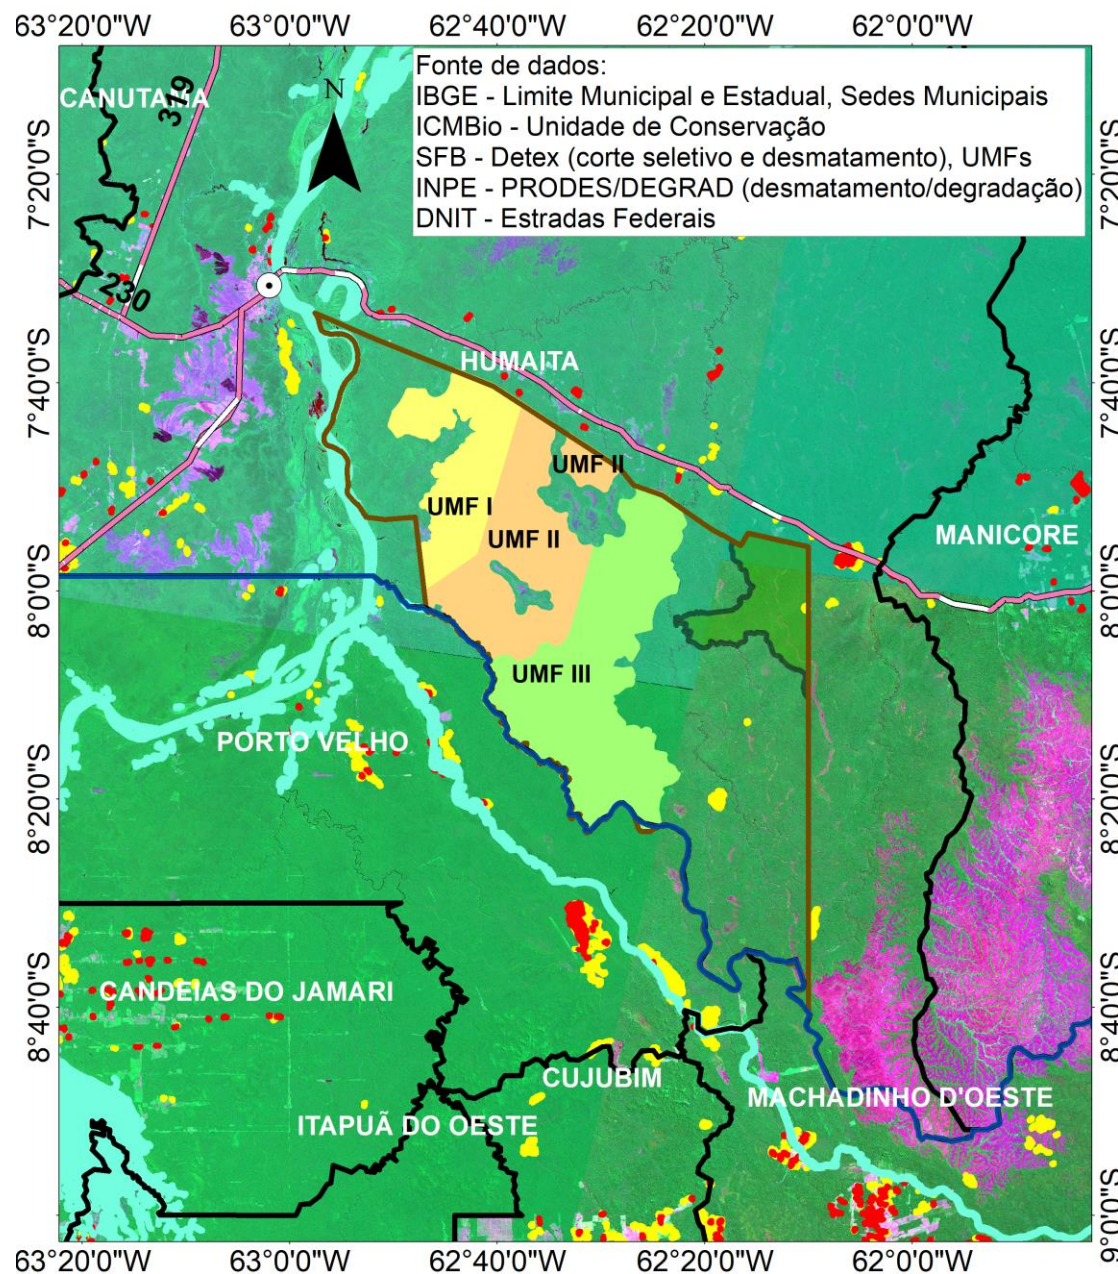 63°20'0"W 63°0'0"W 62°40'0"W 62°20'0"W 62°0'0"W
Fonte de dados:
IBGE - Limite Municipal e Estadual, Sedes Municipais
ICMBio - Unidade de Conservação
SFB - Detex (corte seletivo e desmatamento), UMFs
INPE - PRODES/DEGRAD (desmatamento/degradação)
DNIT - Estradas Federais
N
CANUTAMA
319
7°20'0"S 7°20'0"S
230
HUMAITA
7°40'0"S 7°40'0"S
UMF II
UMF I
UMF II
MANICORE
8°0'0"S 8°0'0"S
UMF III
PORTO VELHO
8°20'0"S 8°20'0"S
CANDEIAS DO JAMARI
8°40'0"S 8°40'0"S
CUJUBIM
MACHADINHO D'OESTE
ITAPUÃ DO OESTE
9°0'0"S
63°20'0"W 63°0'0"W 62°40'0"W 62°20'0"W 62°0'0"W